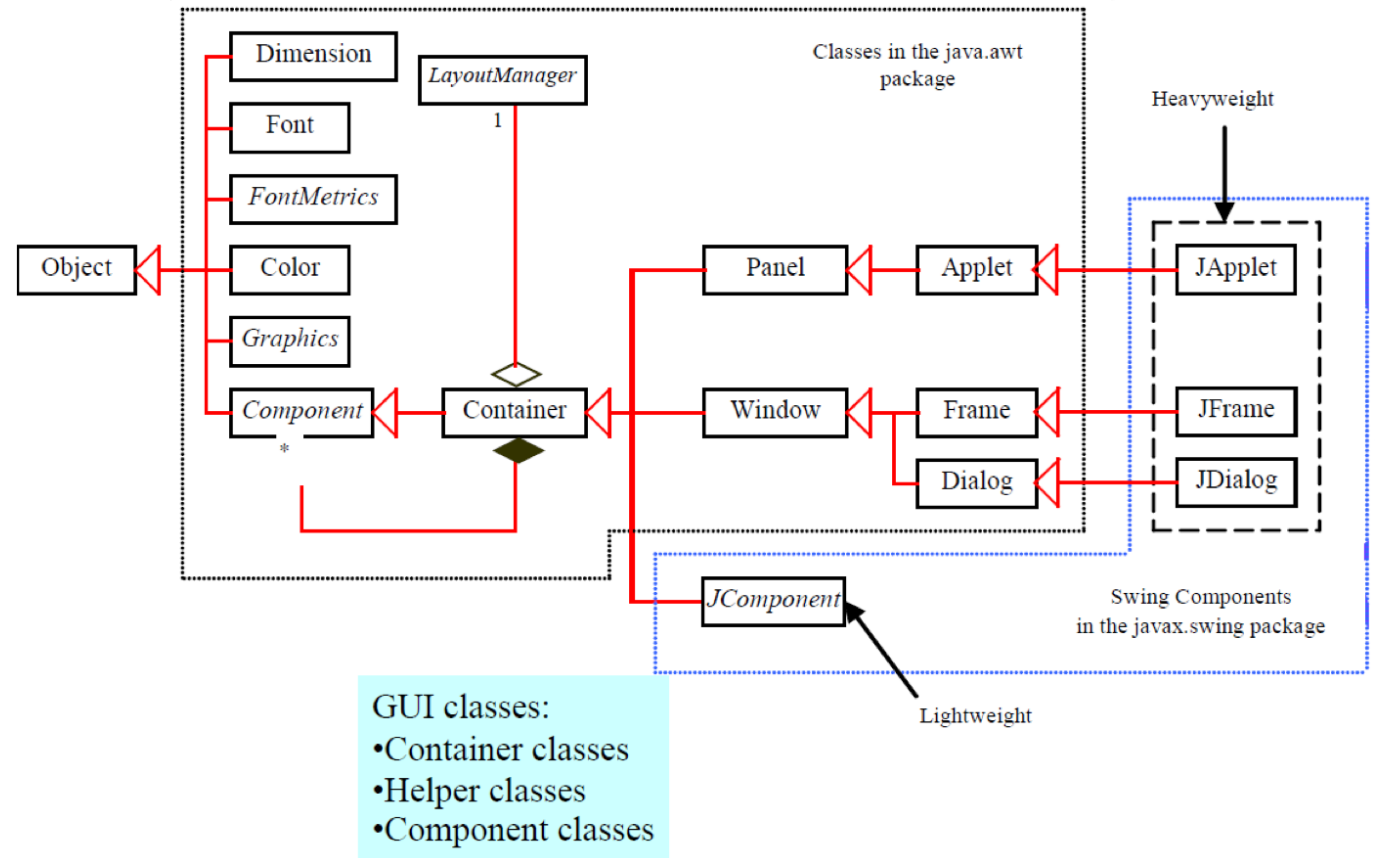 Dimension
LayoutManager
Classes in the java.awt
package
1
Heavyweight
Font
FontMetrics
Object
Color
Panel
Applet
JApplet
Graphics
Component
Container
Window
Frame
JFrame
*
Dialog
JDialog
JComponent
Swing Components
in the javax.swing package
Lightweight
GUI classes:
•Container classes
•Helper classes
•Component classes